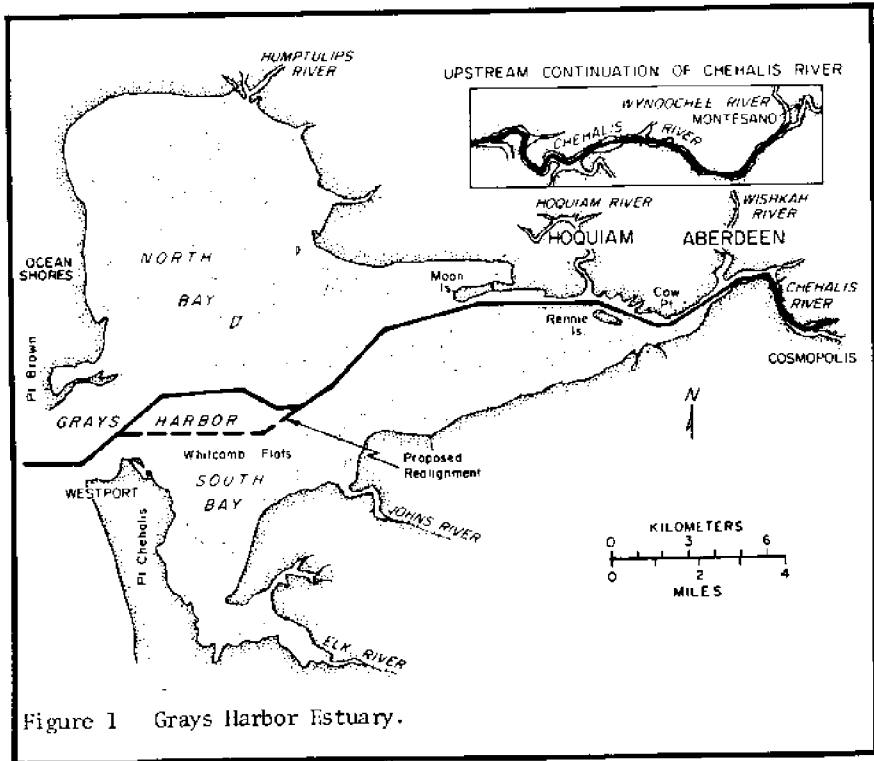 HUMPTULIPS
RIVER
UPSTREAM CONTINUATION OF CHEHALIS RIVER
WYNOOCHEE RIVER
MONTESANO
CHEHALIS
RIVER
HOQUIAM RIVER
HOQUIAM
WISHKAH
RIVER
ABERDEEN
OCEAN
SHORES
NORTH
BAY
Moon
Is.
Cow
Pt.
Rennie
Is.
CHEHALIS
RIVER
COSMOPOLIS
Pt Brown
N
GRAYS HARBOR
Whitcomb Flats
Proposed
Realignment
SOUTH
BAY
WESTPORT
Pt Chehalis
JOHNS RIVER
ELK RIVER
KILOMETERS
0 3 6
0 2 4
MILES
Figure 1 Grays Harbor Estuary.